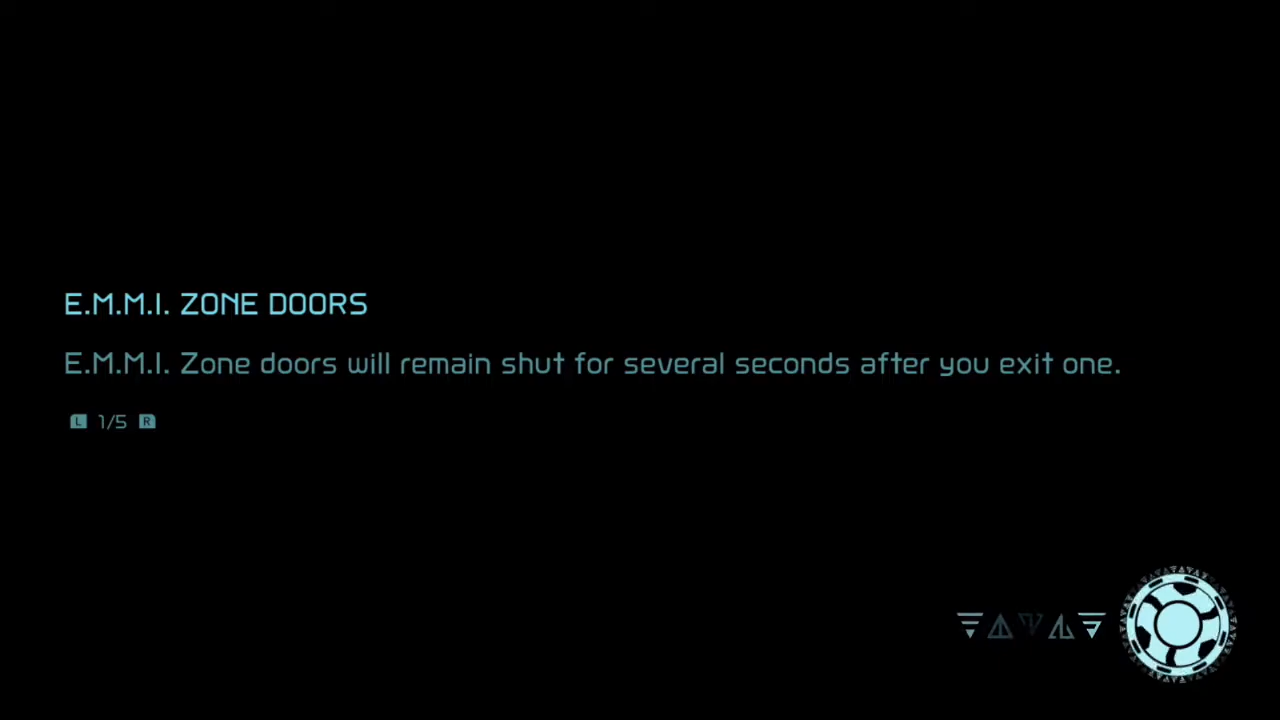 E.M.M.I. ZONE DOORS
E.M.M.I. Zone doors will remain shut for several seconds after you exit one.
L 1/5 R